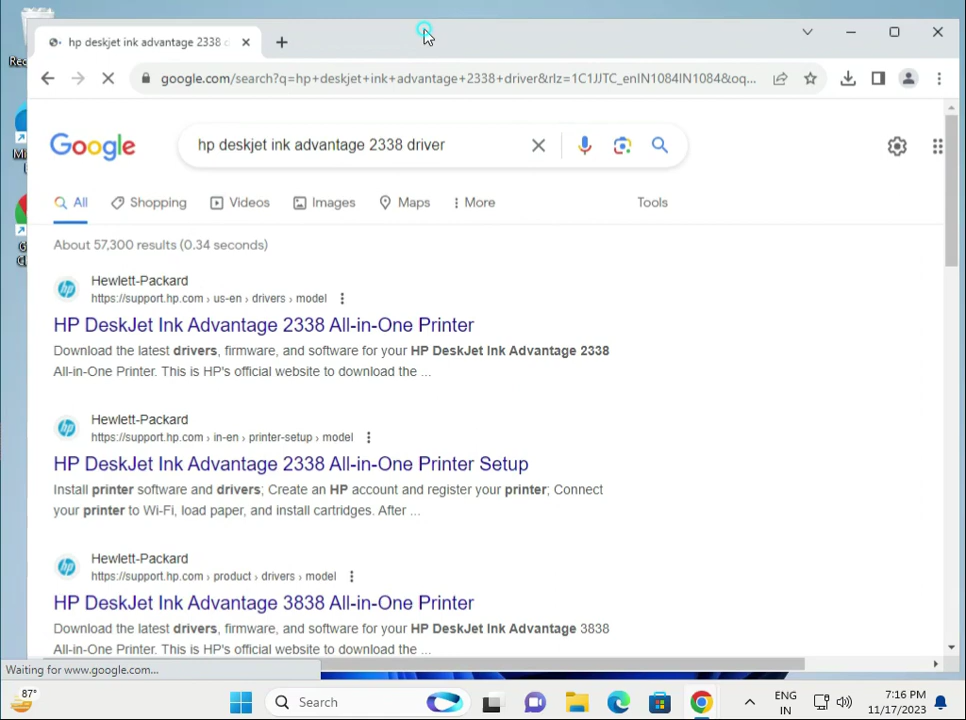 Rec
hp deskjet ink advantage 2338 d
google.com/search?q=hp+deskjet+ink+advantage+2338+driver&rlz=1C1JJTC_enIN1084IN1084&oq...
Mi
G
Cl
Google
hp deskjet ink advantage 2338 driver
All
Shopping
Videos
Images
Maps
More
Tools
About 57,300 results (0.34 seconds)
Hewlett-Packard
https://support.hp.com › us-en › drivers › model
HP DeskJet Ink Advantage 2338 All-in-One Printer
Download the latest drivers, firmware, and software for your HP DeskJet Ink Advantage 2338
All-in-One Printer. This is HP's official website to download the ...
Hewlett-Packard
https://support.hp.com › in-en › printer-setup › model
HP DeskJet Ink Advantage 2338 All-in-One Printer Setup
Install printer software and drivers; Create an HP account and register your printer; Connect
your printer to Wi-Fi, load paper, and install cartridges. After ...
Hewlett-Packard
https://support.hp.com › product › drivers › model
HP DeskJet Ink Advantage 3838 All-in-One Printer
Download the latest drivers, firmware, and software for your HP DeskJet Ink Advantage 3838
All-in-One Printer. This is HP's official website to download the ...
Waiting for www.google.com...
87°
Search
ENG
IN
7:16 PM
11/17/2023